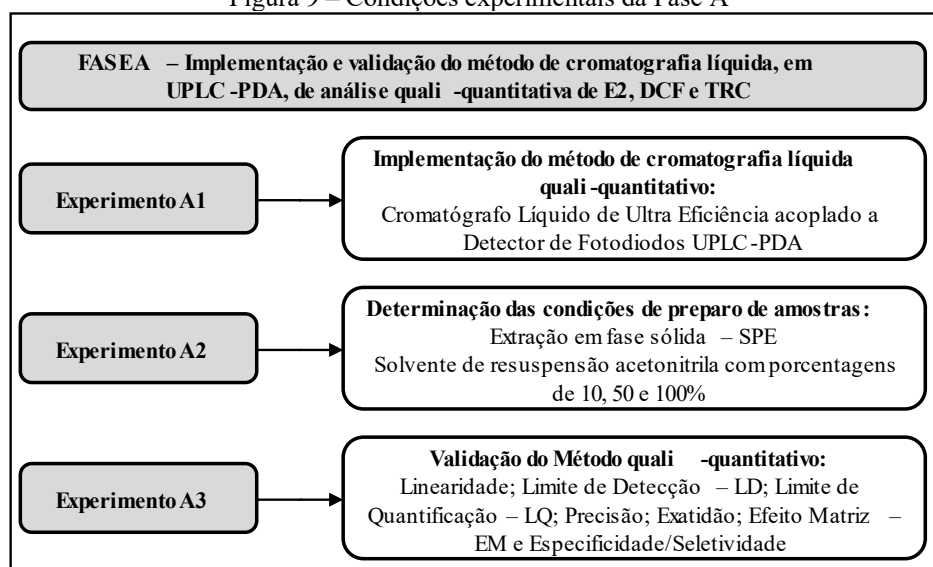 Figura 9 – Condições experimentais da Fase A
FASE A – Implementação e validação do método de cromatografia líquida, em
UPLC -PDA, de análise quali -quantitativa de E2, DCF e TRC
Experimento A1
Implementação do método de cromatografia líquida
quali -quantitativo:
Cromatógrafo Líquido de Ultra Eficiência acoplado a
Detector de Fotodiodos UPLC -PDA
Experimento A2
Determinação das condições de preparo de amostras:
Extração em fase sólida – SPE
Solvente de resuspensão acetonitrila com porcentagens
de 10, 50 e 100%
Experimento A3
Validação do Método quali -quantitativo:
Linearidade; Limite de Detecção – LD; Limite de
Quantificação – LQ; Precisão; Exatidão; Efeito Matriz –
EM e Especificidade/Seletividade